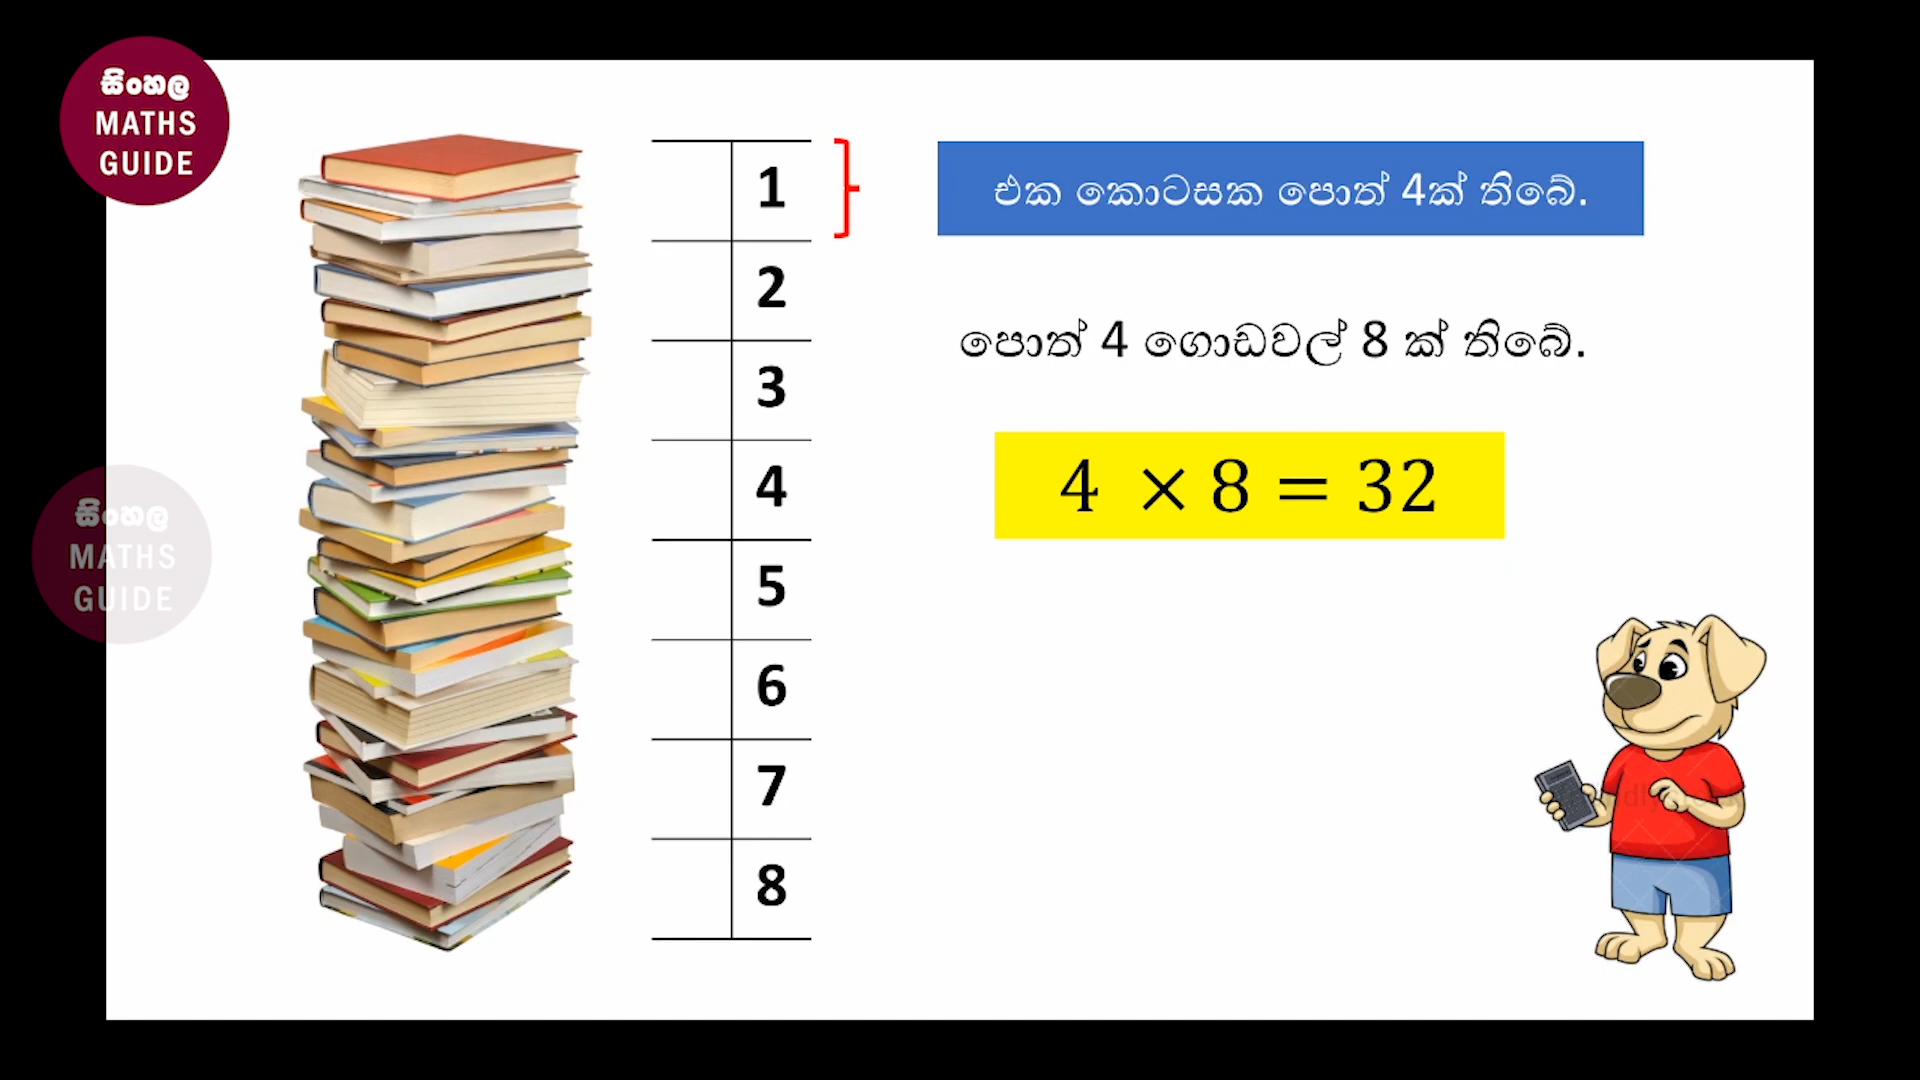 සිංහල
MATHS
GUIDE
1
එක කොටසක පොත් 4ක් තිබේ.
2
පොත් 4 ගොඩවල් 8 ක් තිබේ.
3
4
4 × 8 = 32
5
6
7
8
සිංහල
MATHS
GUIDE